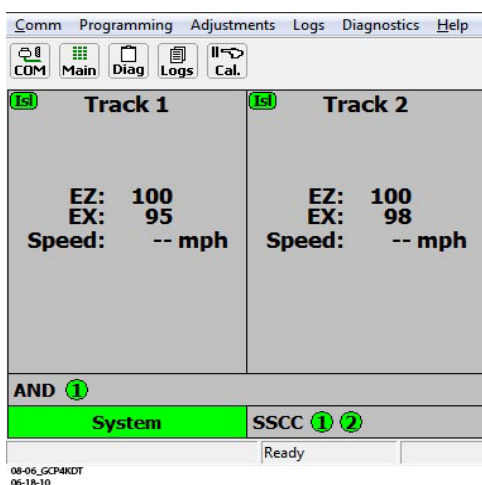 Comm Programming Adjustments Logs Diagnostics Help
COM Main Diag Logs Cal.
Isl Track 1 Isl Track 2
EZ: 100 EZ: 100
EX: 95 EX: 98
Speed: -- mph Speed: -- mph
AND 1
System SSCC 1 2
Ready
08-06_GCP4KDT
06-18-10